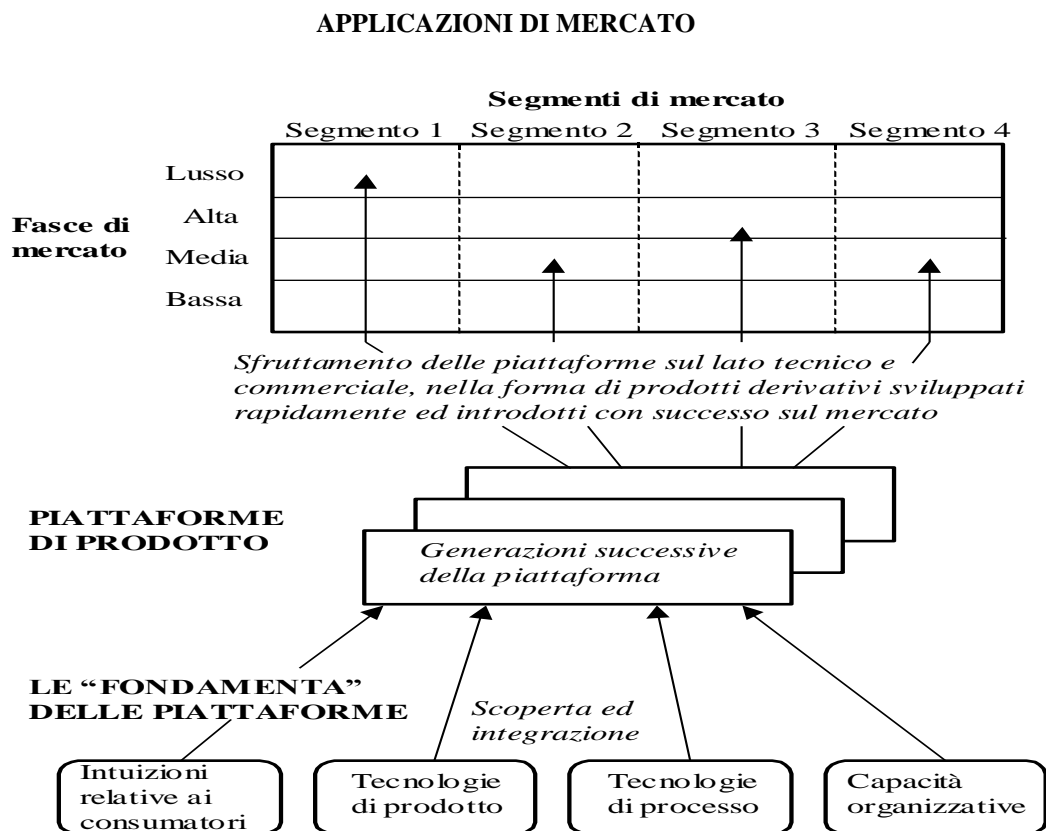 APPLICAZIONI DI MERCATO
Segmenti di mercato
Segmento 1 Segmento 2 Segmento 3 Segmento 4
Lusso
Alta
Fasce di
mercato
Media
Bassa
Sfruttamento delle piattaforme sul lato tecnico e
commerciale, nella forma di prodotti derivativi sviluppati
rapidamente ed introdotti con successo sul mercato
PIATTAFORME
DI PRODOTTO
Generazioni successive
della piattaforma
LE “FONDAMENTA”
DELLE PIATTAFORME
Scoperta ed
integrazione
Intuizioni
relative ai
consumatori
Tecnologie
di prodotto
Tecnologie
di processo
Capacità
organizzative